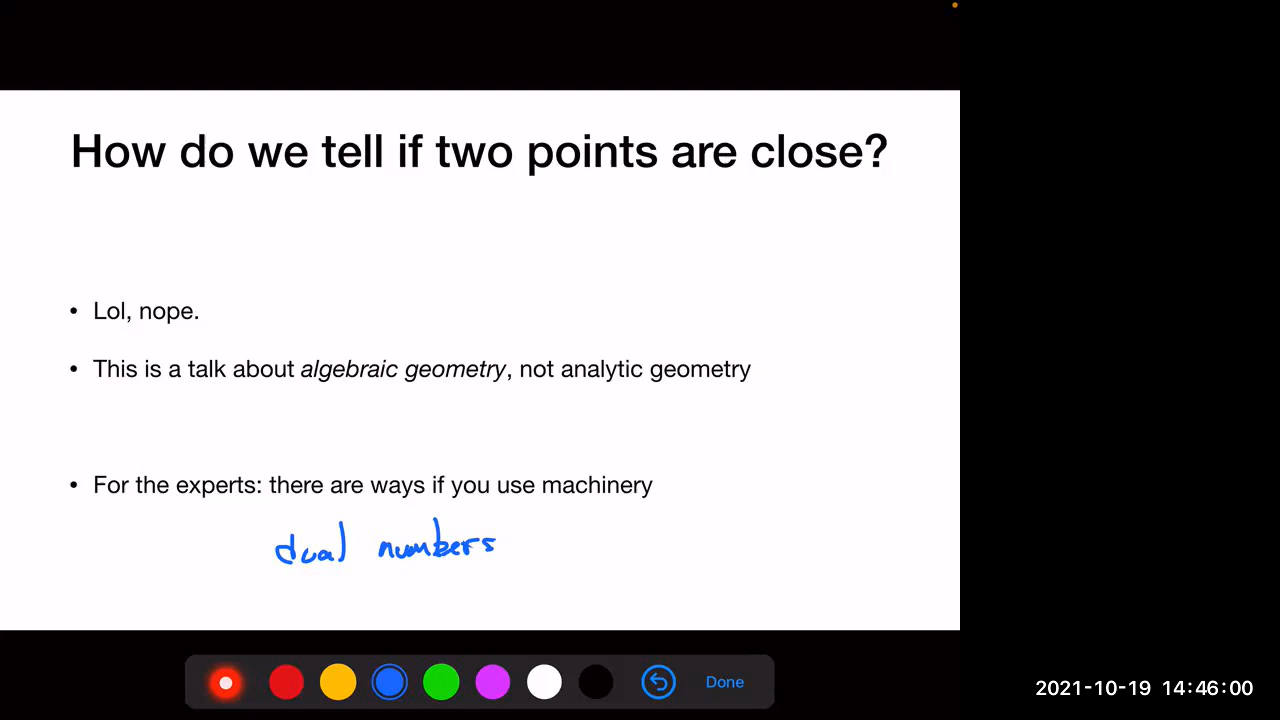 How do we tell if two points are close?
• Lol, nope.
• This is a talk about algebraic geometry, not analytic geometry
• For the experts: there are ways if you use machinery
dual numbers
Done
2021-10-19 14:46:00